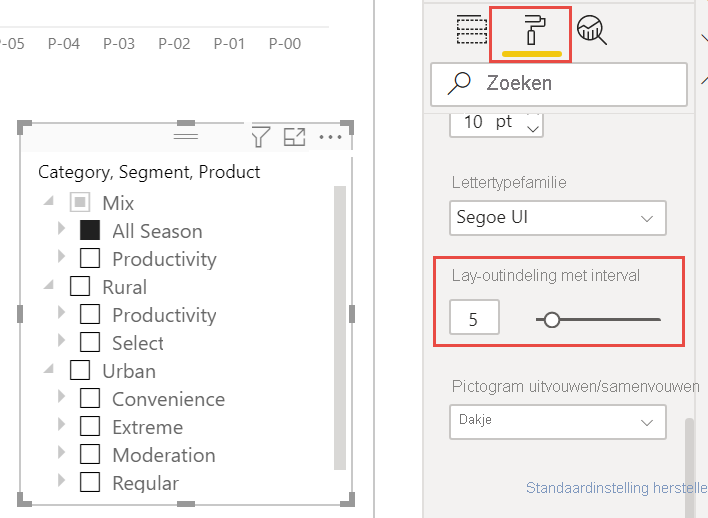 -05 P-04 P-03 P-02 P-01 P-00
Category, Segment, Product
Mix
All Season
Productivity
Rural
Productivity
Select
Urban
Convenience
Extreme
Moderation
Regular
Zoeken
10 pt
Lettertypefamilie
Segoe UI
Lay-outindeling met interval
5
Pictogram uitvouwen/samenvouwen
Dakje
Standaardinstelling herstelle